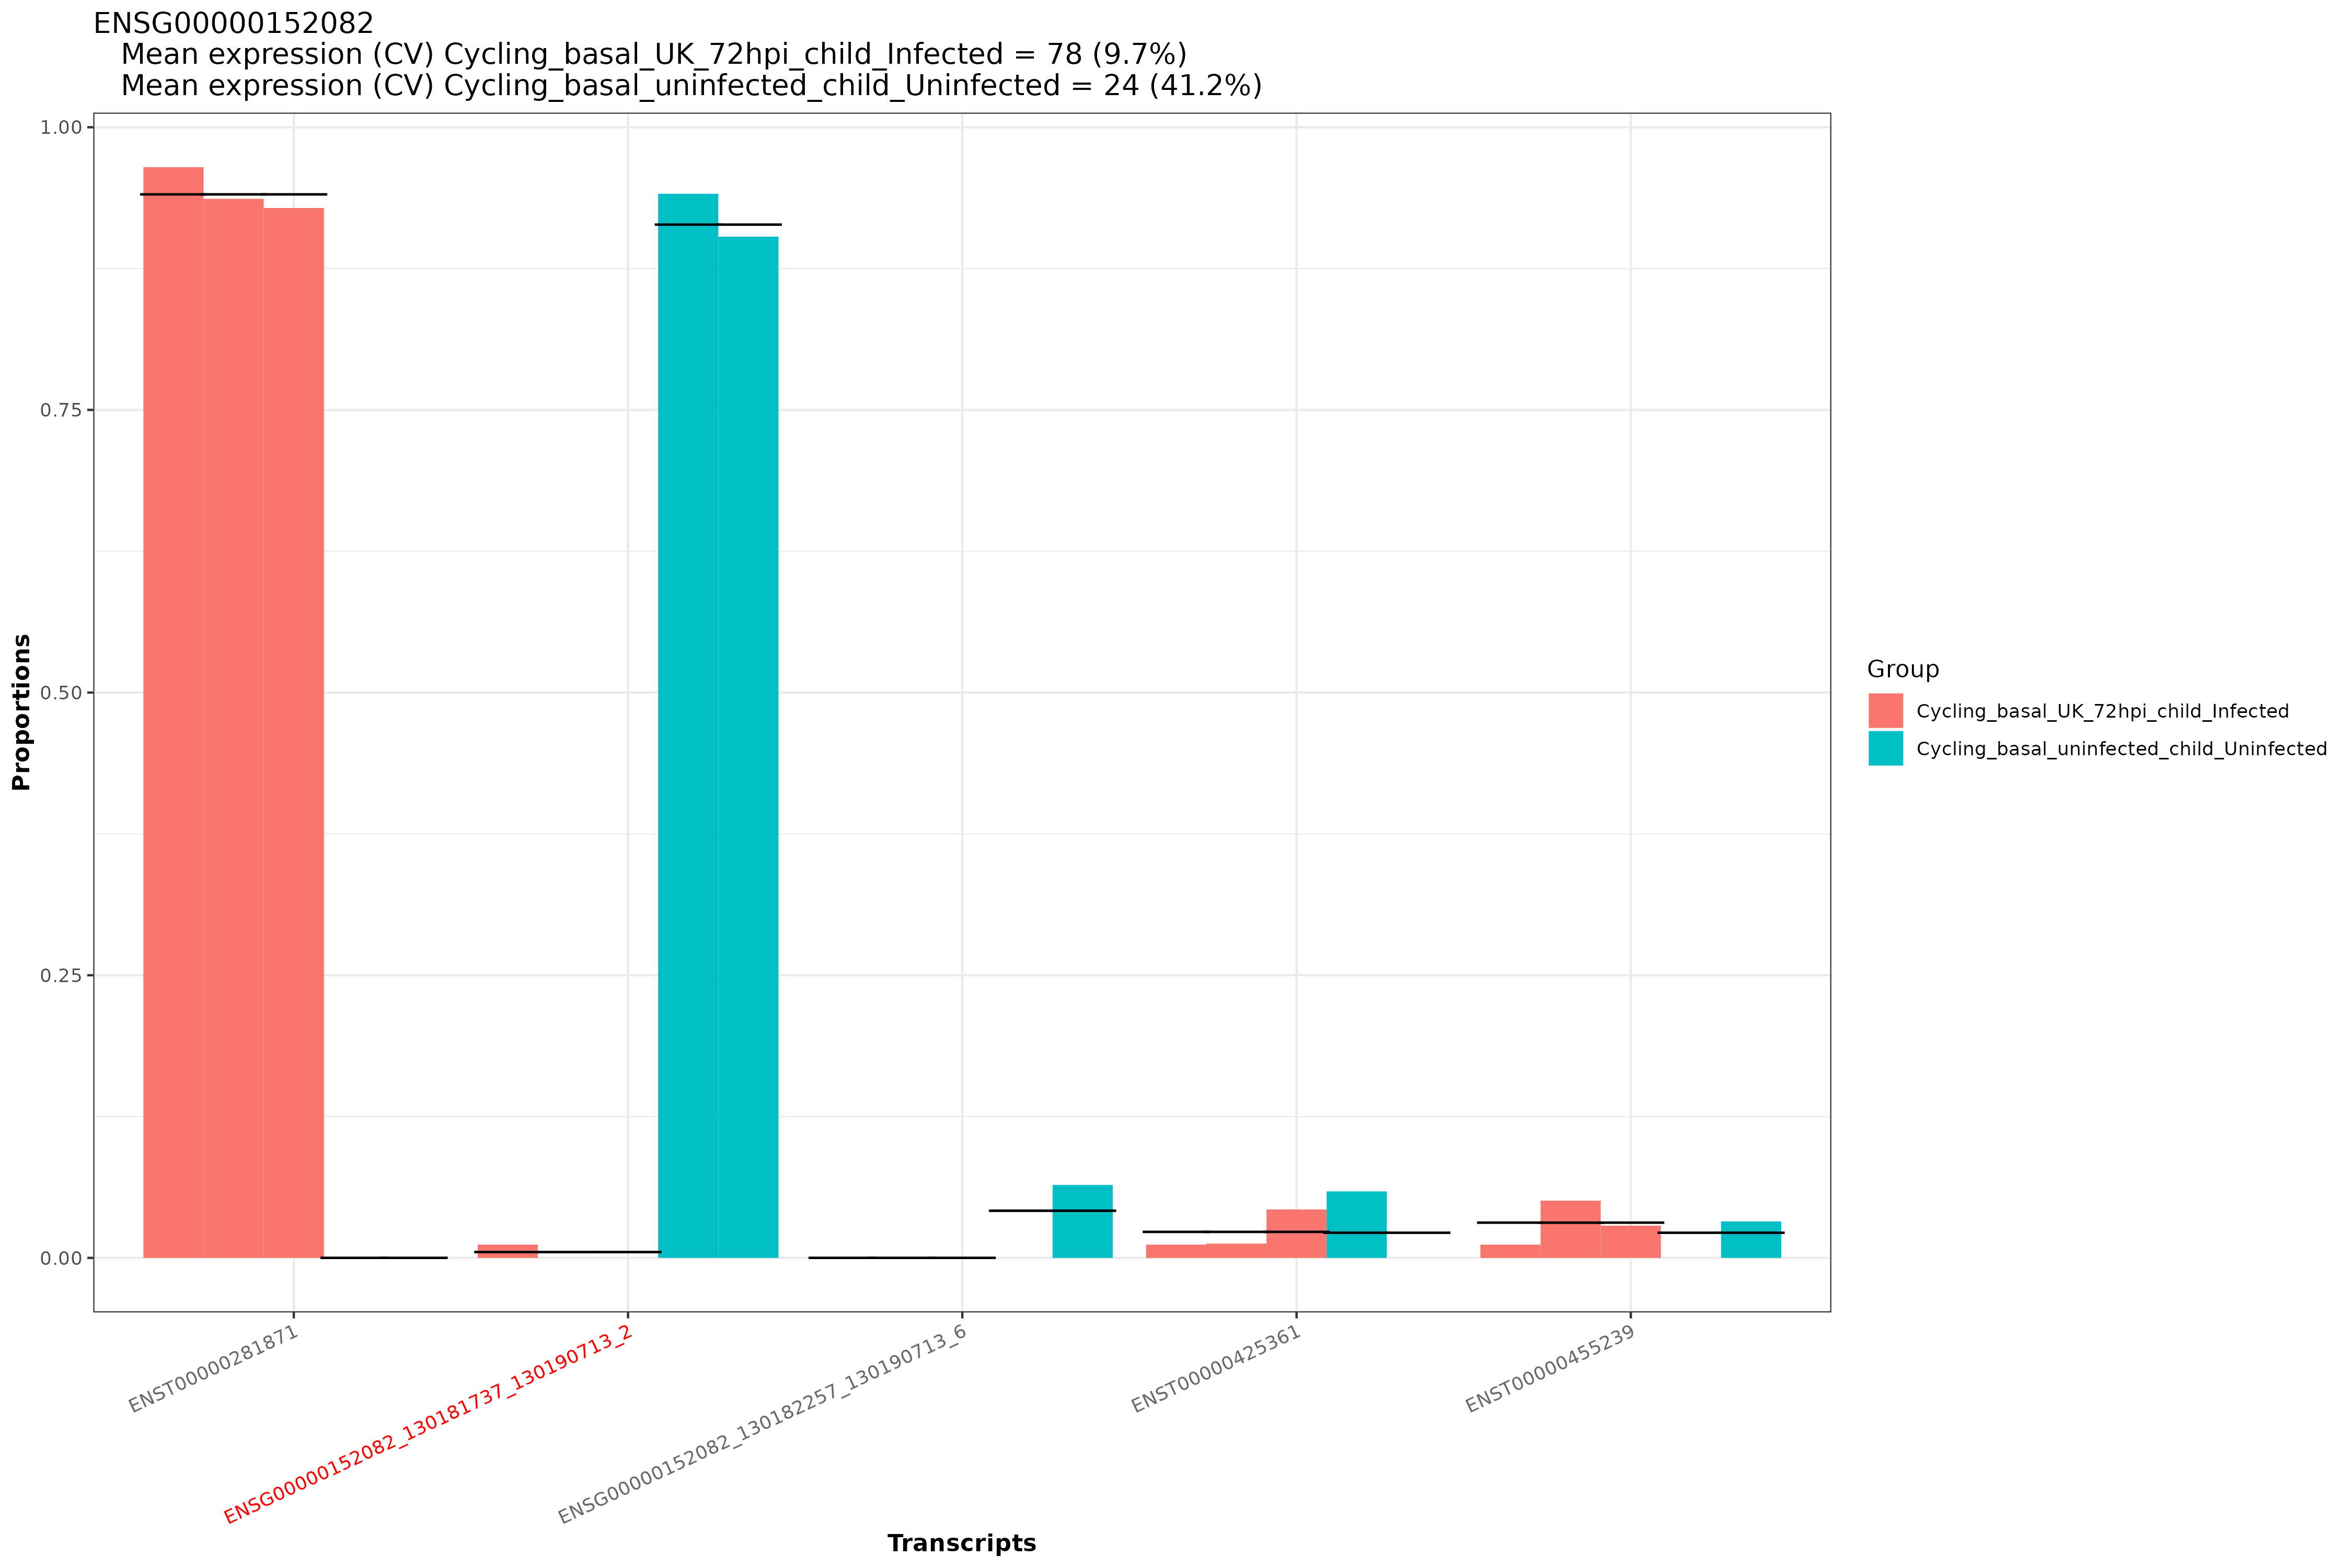 ENSG00000152082
Mean expression (CV) Cycling_basal_UK_72hpi_child_Infected = 78 (9.7%)
Mean expression (CV) Cycling_basal_uninfected_child_Uninfected = 24 (41.2%)
1.00
0.75
0.50
0.25
0.00
Proportions
ENST00000281871
ENSG00000152082_130181737_130190713_2
ENSG00000152082_130182257_130190713_6
ENST00000425361
ENST00000455239
Transcripts
Group
Cycling_basal_UK_72hpi_child_Infected
Cycling_basal_uninfected_child_Uninfected